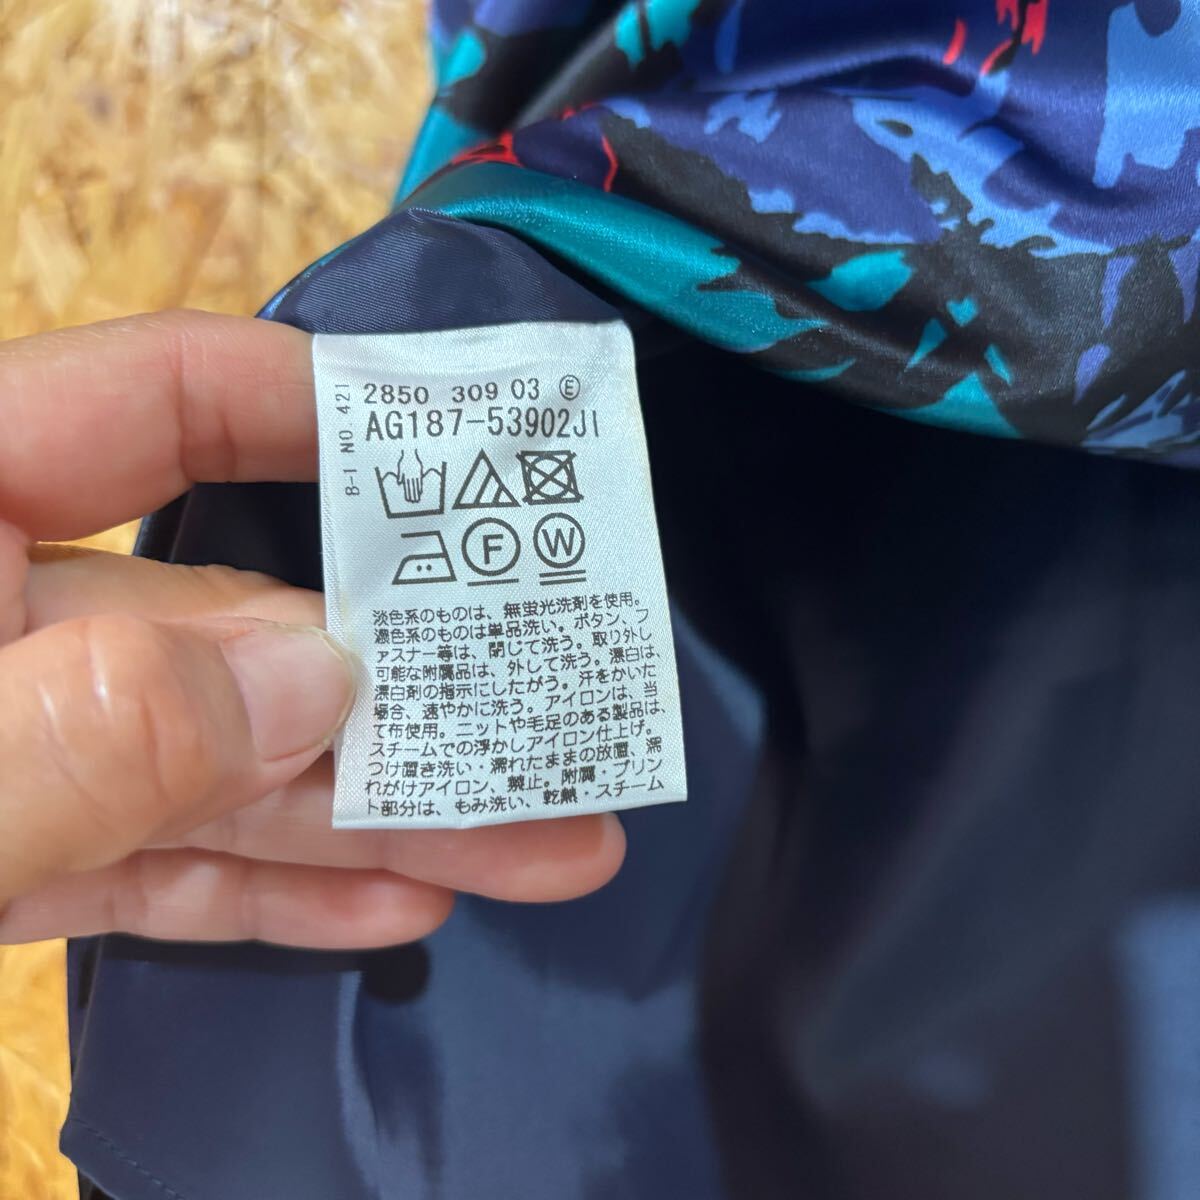 B-1 NO 421
2850 309 03 Ⓔ
AG187-53902JI
F W
淡色系のものは、無蛍光洗剤を使用。
濃色系のものは単品洗い。ボタン、フ
ァスナー等は、閉じて洗う。取り外し
可能な附属品は、外して洗う。漂白は、
漂白剤の指示にしたがう。汗をかいた
場合、速やかに洗う。アイロンは、当
て布使用。ニットや毛足のある製品は、
スチームでの浮かしアイロン仕上げ。
つけ置き洗い・濡れたままの放置、濡
れがけアイロン、禁止。附属・プリン
ト部分は、もみ洗い、乾熱・スチーム